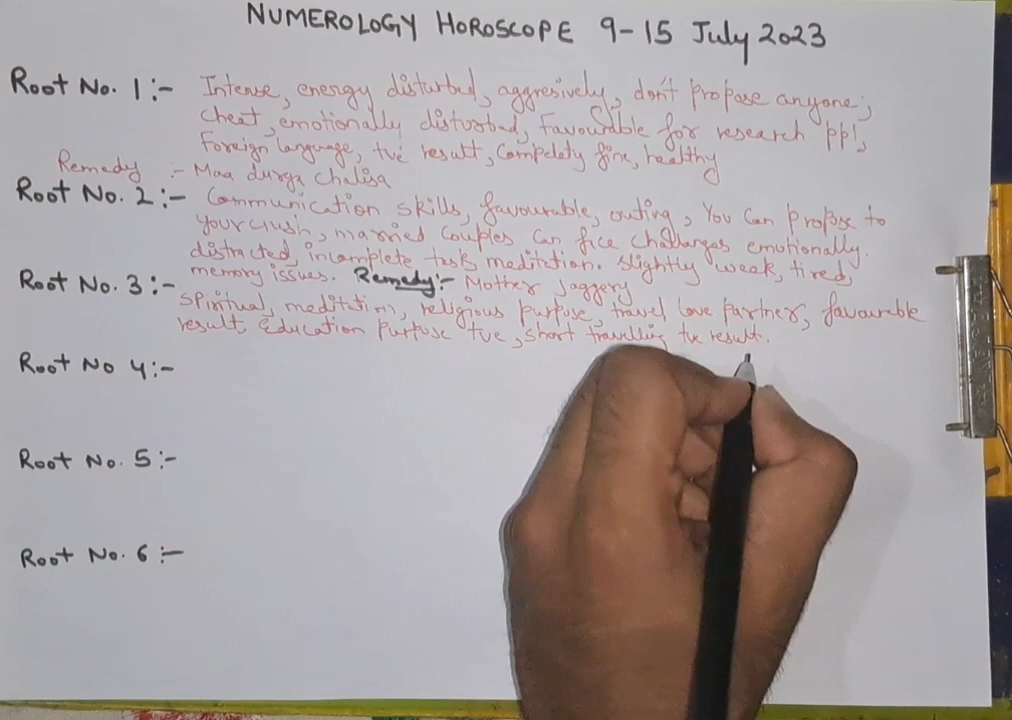 NUMEROLOGY HOROSCOPE 9-15 July 2023
Root No. 1:- Intense, energy disturbed, aggresively, don't propose anyone,
cheat, emotionally disturbed, Favourable for research ppl,
Foreign language, +ve result, Completely fine, healthy
Remedy :- Maa durga Chalisa
Root No. 2:- Communication skills, favourable, outing, You Can propose to
your crush, married couples can face challanges emotionally.
distracted, incomplete task meditation. slightly weak, tired,
memory issues. Remedy:- Mother jaggery
Root No. 3:- spiritual, meditation, religious purpose, travel love partner, favourable
result, education purpose +ve, short travelling +ve result.
Root No 4:-
Root No. 5:-
Root No. 6:-